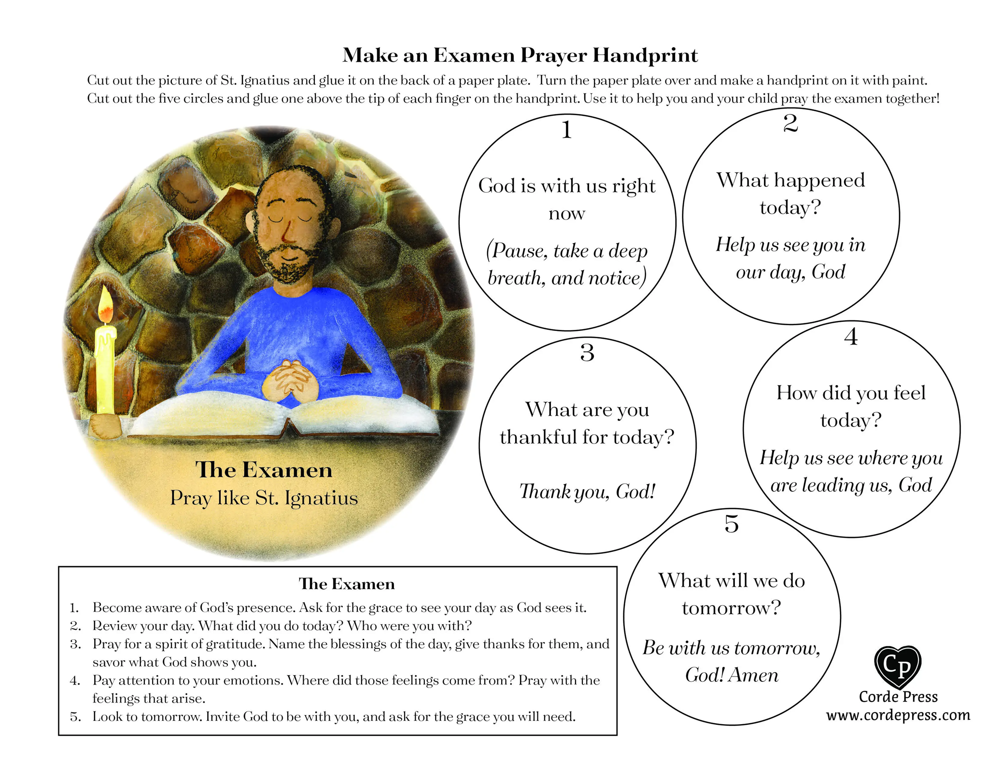 Make an Examen Prayer Handprint
Cut out the picture of St. Ignatius and glue it on the back of a paper plate.  Turn the paper plate over and make a handprint on it with paint.
Cut out the five circles and glue one above the tip of each finger on the handprint. Use it to help you and your child pray the examen together!
The Examen
Pray like St. Ignatius
1
God is with us right
now
(Pause, take a deep
breath, and notice)
2
What happened
today?
Help us see you in
our day, God
3
What are you
thankful for today?
Thank you, God!
4
How did you feel
today?
Help us see where you
are leading us, God
5
What will we do
tomorrow?
Be with us tomorrow,
God! Amen
The Examen
1. Become aware of God’s presence. Ask for the grace to see your day as God sees it.
2. Review your day. What did you do today? Who were you with?
3. Pray for a spirit of gratitude. Name the blessings of the day, give thanks for them, and
savor what God shows you.
4. Pay attention to your emotions. Where did those feelings come from? Pray with the
feelings that arise.
5. Look to tomorrow. Invite God to be with you, and ask for the grace you will need.
CP
Corde Press
www.cordepress.com